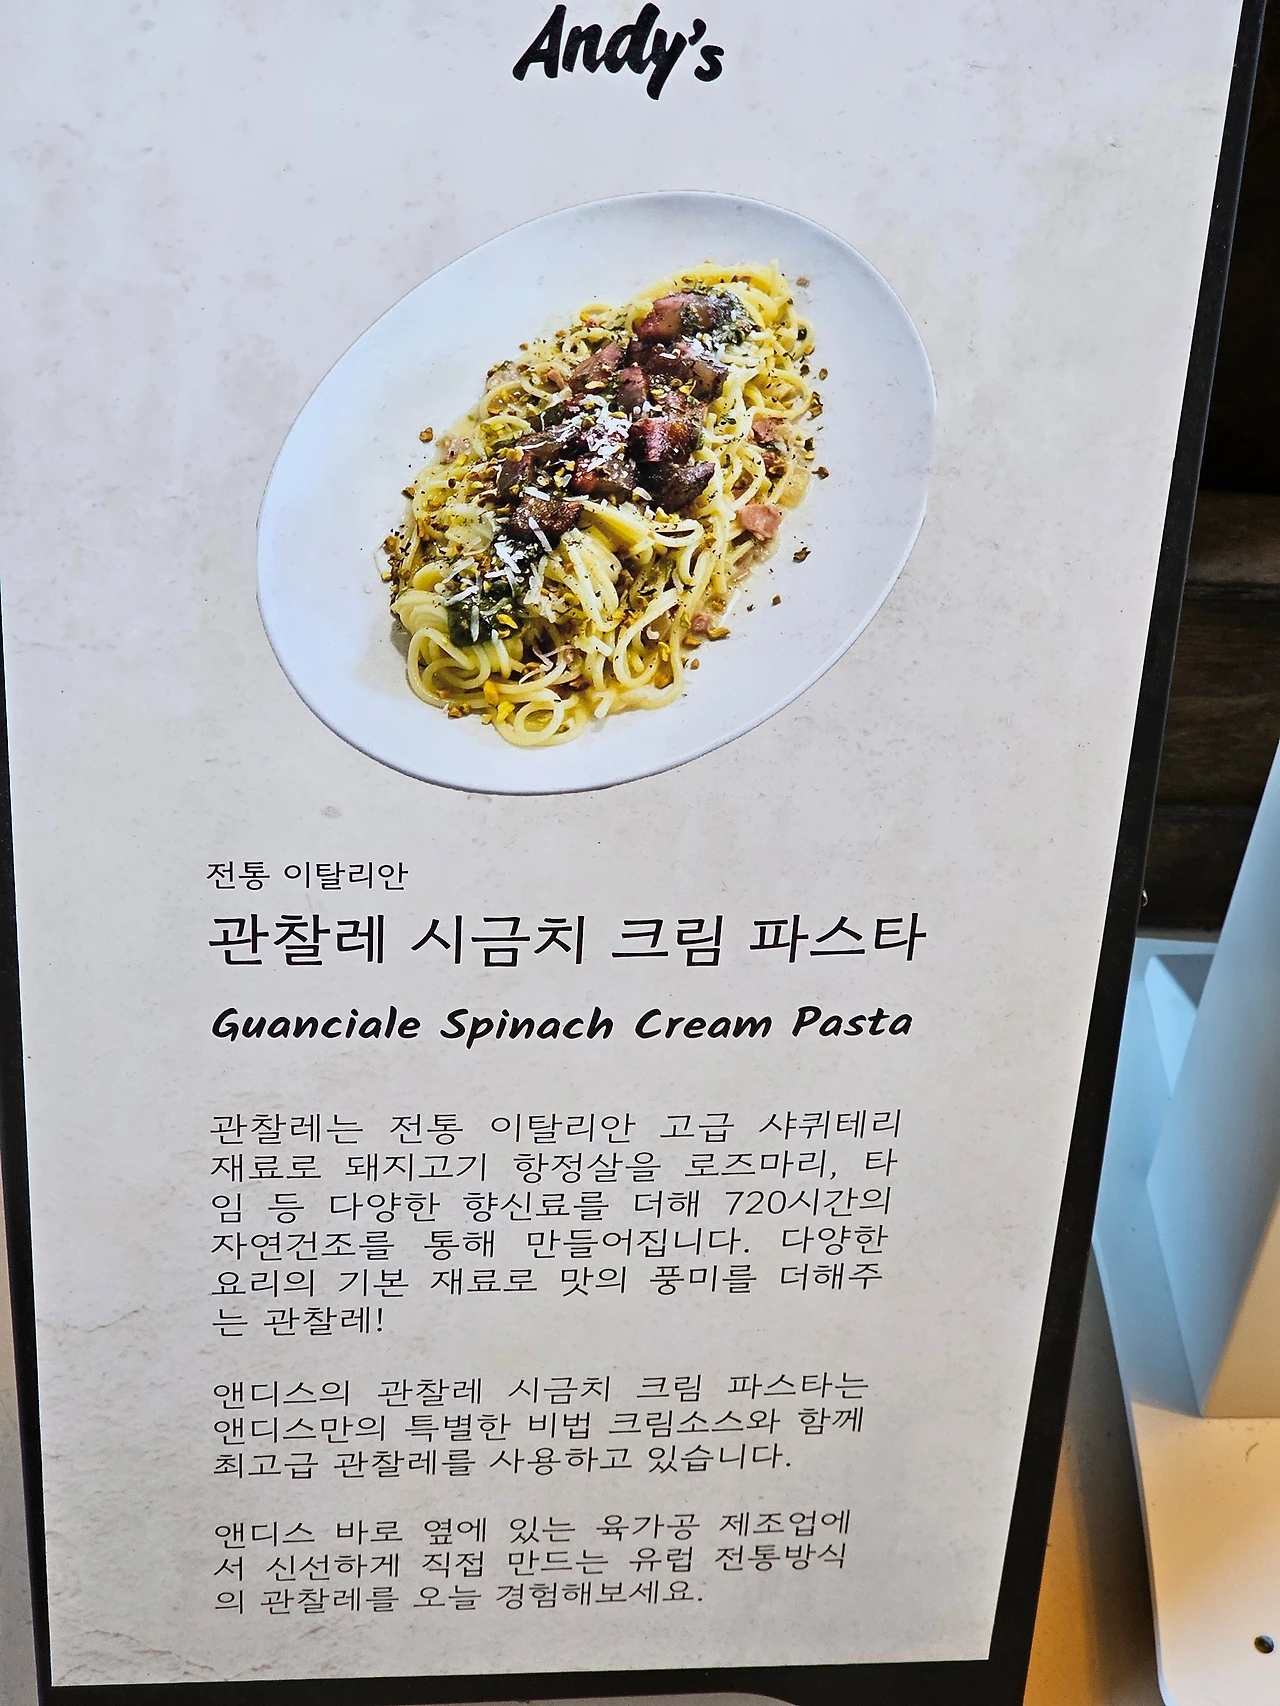 Andy's
전통 이탈리안
관찰레 시금치 크림 파스타
Guanciale Spinach Cream Pasta
관찰레는 전통 이탈리안 고급 샤퀴테리
재료로 돼지고기 항정살을 로즈마리, 타
임 등 다양한 향신료를 더해 720시간의
자연건조를 통해 만들어집니다. 다양한
요리의 기본 재료로 맛의 풍미를 더해주
는 관찰레!
앤디스의 관찰레 시금치 크림 파스타는
앤디스만의 특별한 비법 크림소스와 함께
최고급 관찰레를 사용하고 있습니다.
앤디스 바로 옆에 있는 육가공 제조업에
서 신선하게 직접 만드는 유럽 전통방식
의 관찰레를 오늘 경험해보세요.